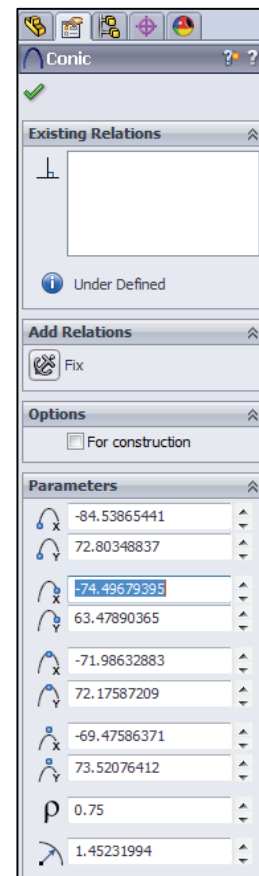 Conic
? ?
Existing Relations
Under Defined
Add Relations
Fix
Options
For construction
Parameters
X -84.53865441
Y 72.80348837
X -74.49679395
Y 63.47890365
X -71.98632883
Y 72.17587209
X -69.47586371
Y 73.52076412
ρ 0.75
1.45231994